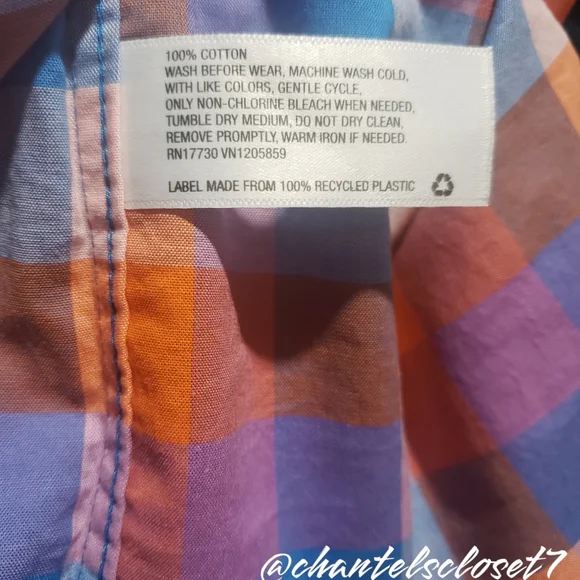 100% COTTON
WASH BEFORE WEAR, MACHINE WASH COLD,
WITH LIKE COLORS, GENTLE CYCLE,
ONLY NON-CHLORINE BLEACH WHEN NEEDED,
TUMBLE DRY MEDIUM, DO NOT DRY CLEAN,
REMOVE PROMPTLY, WARM IRON IF NEEDED.
RN17730 VN1205859
LABEL MADE FROM 100% RECYCLED PLASTIC
@chantelscloset7